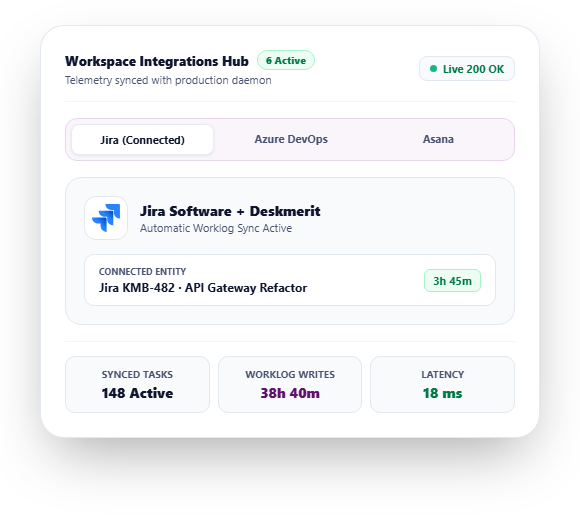 Workspace Integrations Hub 6 Active
Telemetry synced with production daemon
Live 200 OK
Jira (Connected) Azure DevOps Asana
Jira Software + Deskmerit
Automatic Worklog Sync Active
CONNECTED ENTITY
Jira KMB-482 · API Gateway Refactor
3h 45m
SYNCED TASKS
148 Active
WORKLOG WRITES
38h 40m
LATENCY
18 ms